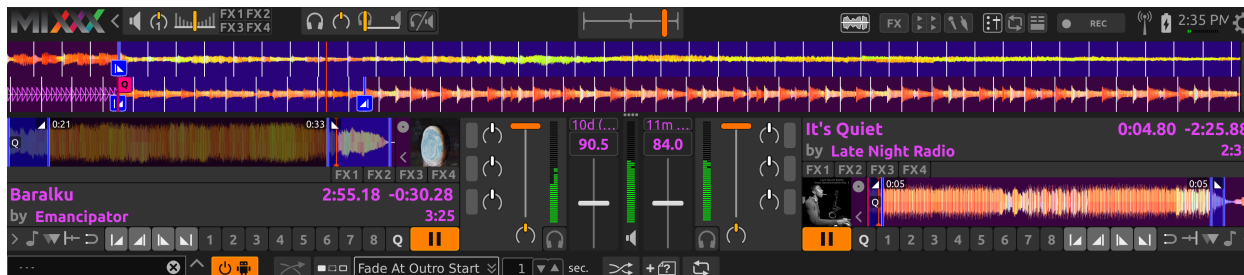 MIXXX
1
FX1 FX2
FX3 FX4
FX
REC
2:35 PM
Q
0:21
0:33
Q
FX1 FX2 FX3 FX4
Baralku
2:55.18 -0:30.28
by Emancipator
3:25
1 2 3 4 5 6 7 8 Q
10d (...
90.5
11m ...
84.0
It's Quiet
0:04.80 -2:25.88
by Late Night Radio
FX1 FX2 FX3 FX4
0:05
0:05
Q
Q 1 2 3 4 5 6 7 8
---
Fade At Outro Start
1
sec.